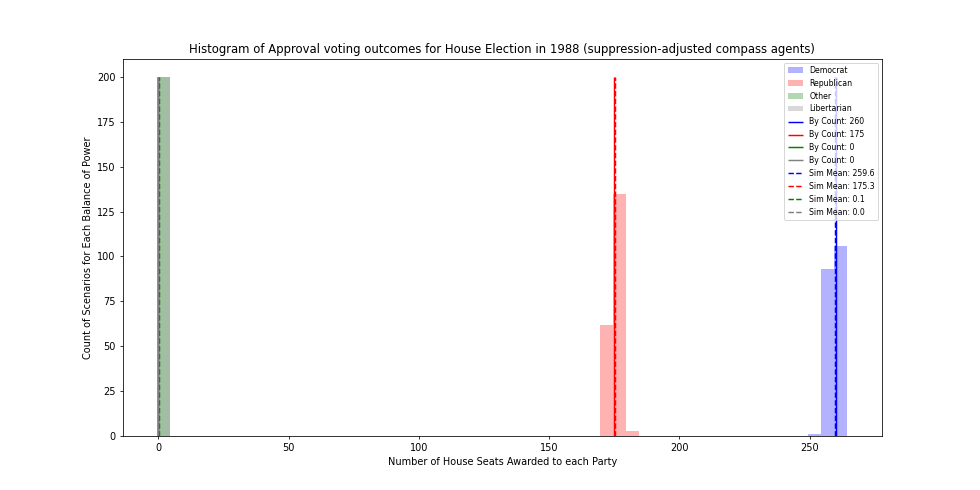 Histogram of Approval voting outcomes for House Election in 1988 (suppression-adjusted compass agents)
Democrat
Republican
Other
Libertarian
By Count: 260
By Count: 175
By Count: 0
By Count: 0
Sim Mean: 259.6
Sim Mean: 175.3
Sim Mean: 0.1
Sim Mean: 0.0
Count of Scenarios for Each Balance of Power
200
175
150
125
100
75
50
25
0
0 50 100 150 200 250
Number of House Seats Awarded to each Party